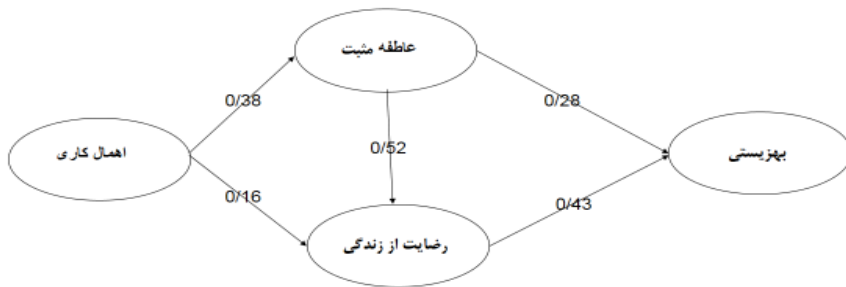 عاطفه مثبت
0/38
0/28
0/52
اهمال کاری
بهزیستی
0/16
0/43
رضایت از زندگی